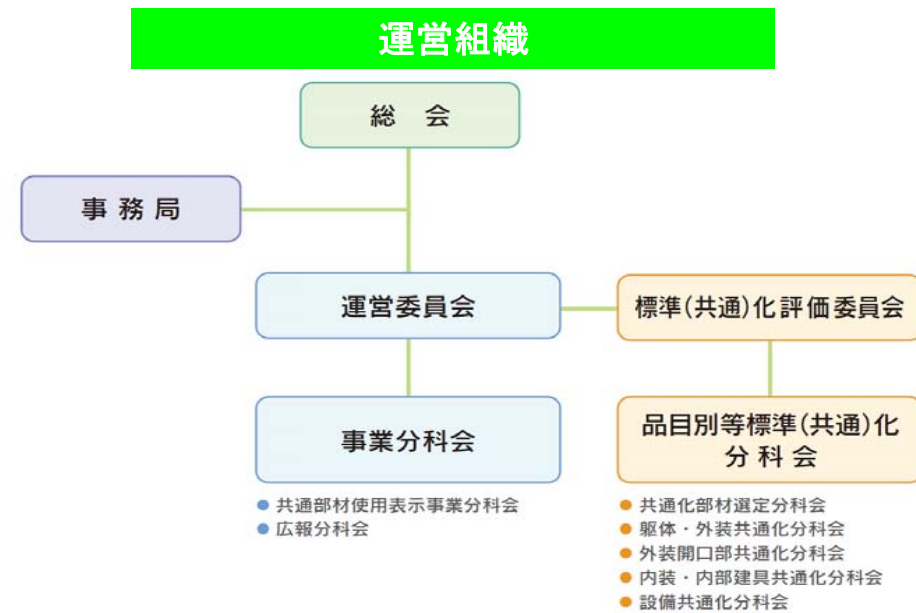 運営組織
総 会
事 務 局
運営委員会
標準(共通)化評価委員会
事業分科会
品目別等標準(共通)化
分 科 会
● 共通部材使用表示事業分科会
● 広報分科会
● 共通化部材選定分科会
● 躯体・外装共通化分科会
● 外装開口部共通化分科会
● 内装・内部建具共通化分科会
● 設備共通化分科会